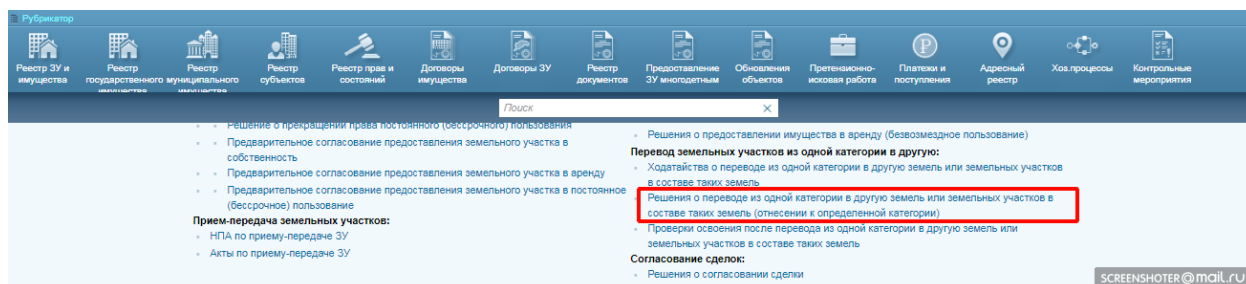 Рубрикатор
Реестр ЗУ и
имущества
Реестр
государственного
имущества
Реестр
муниципального
имущества
Реестр
субъектов
Реестр прав и
состояний
Договоры
имущества
Договоры ЗУ
Реестр
документов
Предоставление
ЗУ многодетным
Обновления
объектов
Претензионно-
исковая работа
Платежи и
поступления
Адресный
реестр
Хоз.процессы
Контрольные
мероприятия
Поиск
Решение о прекращении права постоянного (бессрочного) пользования
Предварительное согласование предоставления земельного участка в
собственность
Предварительное согласование предоставления земельного участка в аренду
Предварительное согласование предоставления земельного участка в постоянное
(бессрочное) пользование
Прием-передача земельных участков:
НПА по приему-передаче ЗУ
Акты по приему-передаче ЗУ
Решения о предоставлении имущества в аренду (безвозмездное пользование)
Перевод земельных участков из одной категории в другую:
Ходатайства о переводе из одной категории в другую земель или земельных участков
в составе таких земель
Решения о переводе из одной категории в другую земель или земельных участков в
составе таких земель (отнесении к определенной категории)
Проверки освоения после перевода из одной категории в другую земель или
земельных участков в составе таких земель
Согласование сделок:
Решения о согласовании сделки
SCREENSHOTER@mail.ru